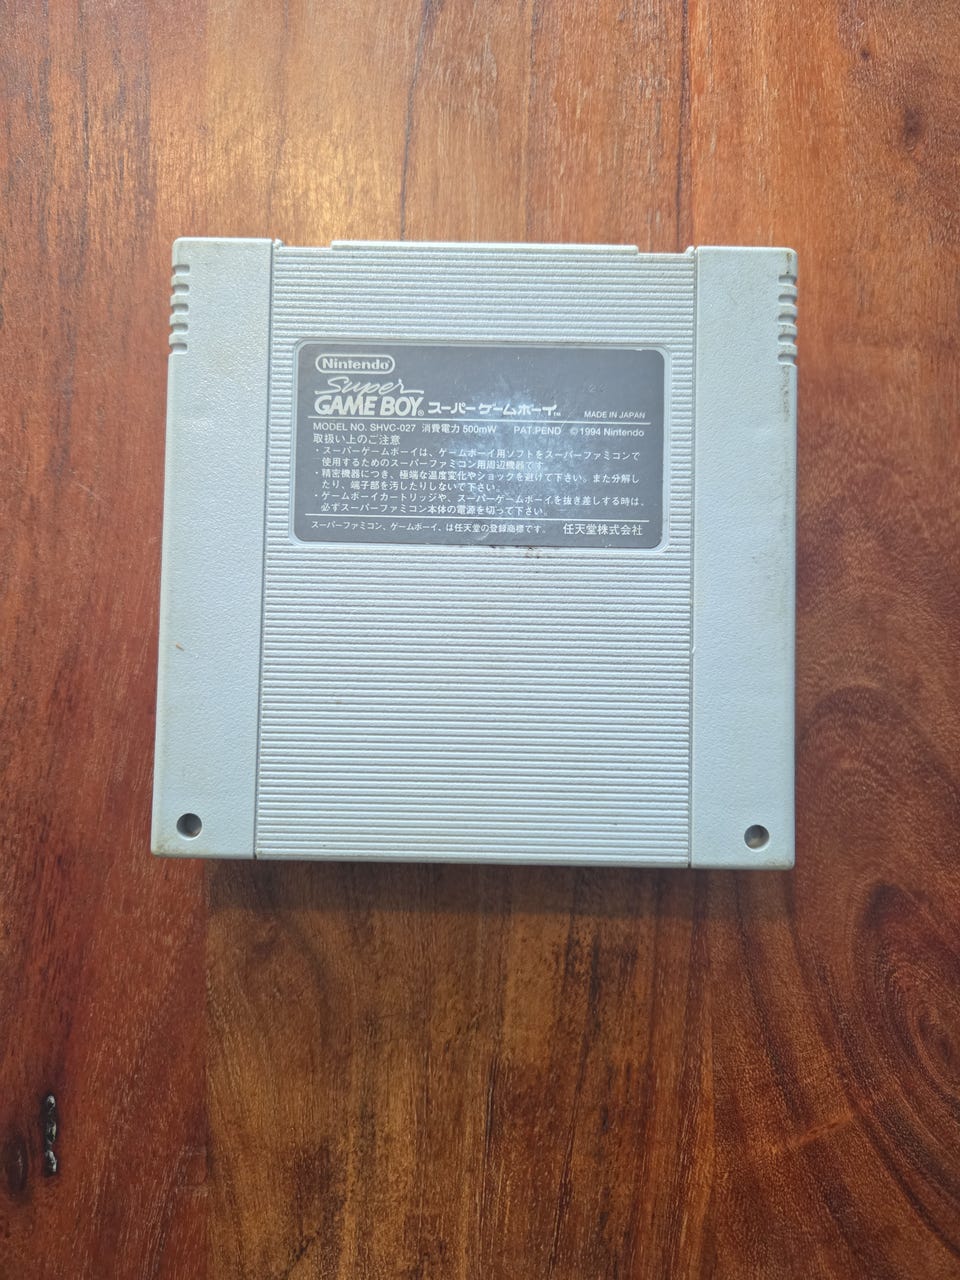 Nintendo
Super
GAME BOY® スーパーゲームボーイ™ MADE IN JAPAN
MODEL NO. SHVC-027 消費電力 500mW PAT.PEND ©1994 Nintendo
取扱い上のご注意
・スーパーゲームボーイは、ゲームボーイ用ソフトをスーパーファミコンで
使用するためのスーパーファミコン用周辺機器です。
・精密機器につき、極端な温度変化やショックを避けて下さい。また分解し
たり、端子部を汚したりしないで下さい。
・ゲームボーイカートリッジや、スーパーゲームボーイを抜き差しする時は、
必ずスーパーファミコン本体の電源を切って下さい。
スーパーファミコン、ゲームボーイ、は任天堂の登録商標です。 任天堂株式会社